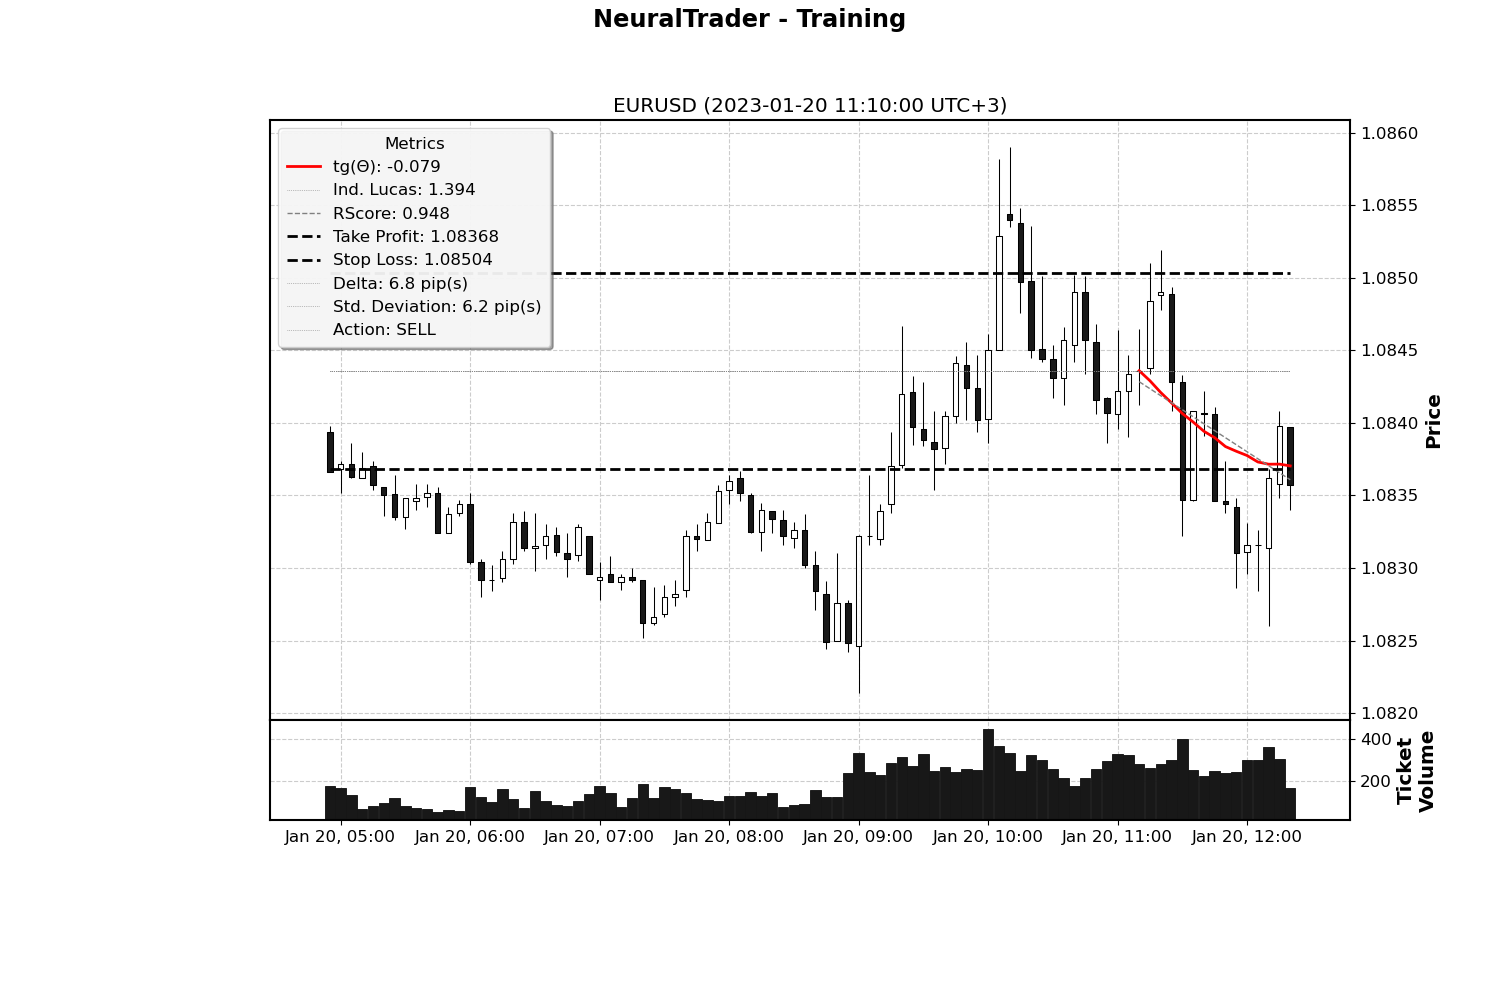 NeuralTrader - Training
EURUSD (2023-01-20 11:10:00 UTC+3)
Metrics
tg(Θ): -0.079
Ind. Lucas: 1.394
RScore: 0.948
Take Profit: 1.08368
Stop Loss: 1.08504
Delta: 6.8 pip(s)
Std. Deviation: 6.2 pip(s)
Action: SELL
1.0860
1.0855
1.0850
1.0845
1.0840
1.0835
1.0830
1.0825
1.0820
Price
400
200
Ticket
Volume
Jan 20, 05:00
Jan 20, 06:00
Jan 20, 07:00
Jan 20, 08:00
Jan 20, 09:00
Jan 20, 10:00
Jan 20, 11:00
Jan 20, 12:00